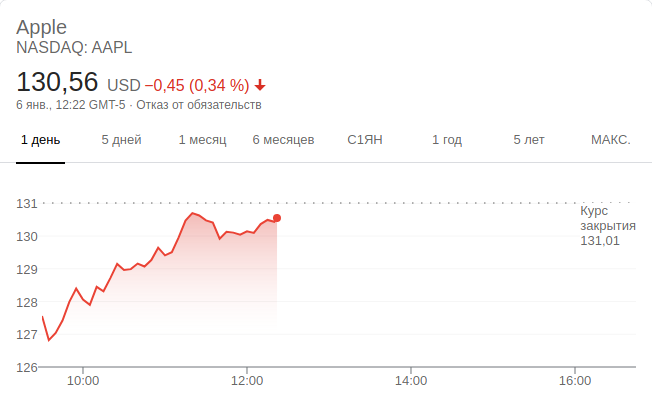 Apple
NASDAQ: AAPL
130,56 USD −0,45 (0,34 %)
6 янв., 12:22 GMT-5 · Отказ от обязательств
1 день 5 дней 1 месяц 6 месяцев С1ЯН 1 год 5 лет МАКС.
131
Курс
закрытия
131,01
130
129
128
127
126
10:00 12:00 14:00 16:00